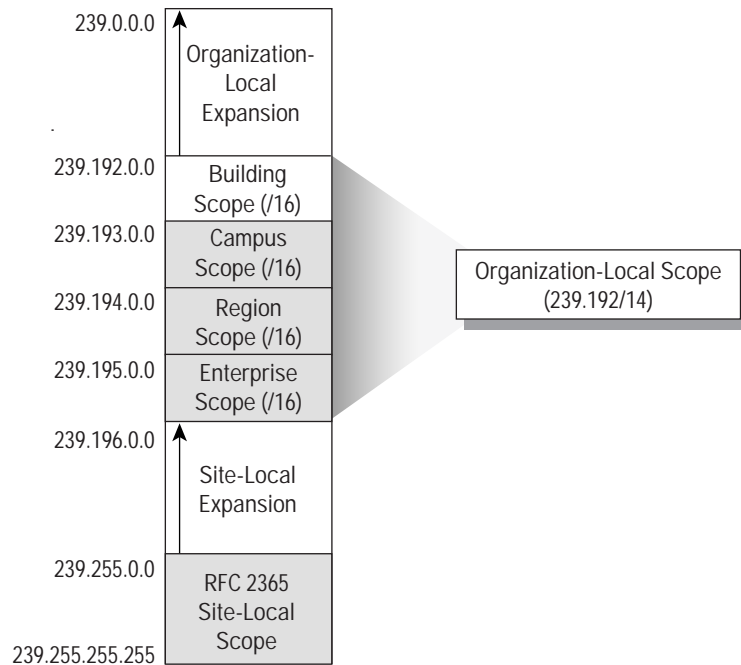 239.0.0.0
Organization-
Local
Expansion
.
239.192.0.0
Building
Scope (/16)
239.193.0.0
Campus
Scope (/16)
Organization-Local Scope
(239.192/14)
239.194.0.0
Region
Scope (/16)
239.195.0.0
Enterprise
Scope (/16)
239.196.0.0
Site-Local
Expansion
239.255.0.0
RFC 2365
Site-Local
Scope
239.255.255.255